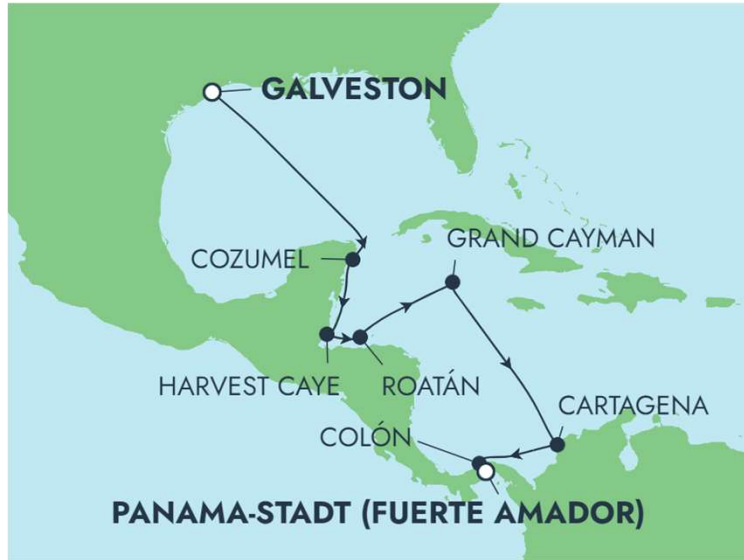 GALVESTON
COZUMEL
GRAND CAYMAN
HARVEST CAYE
ROATÁN
CARTAGENA
COLÓN
PANAMA-STADT (FUERTE AMADOR)